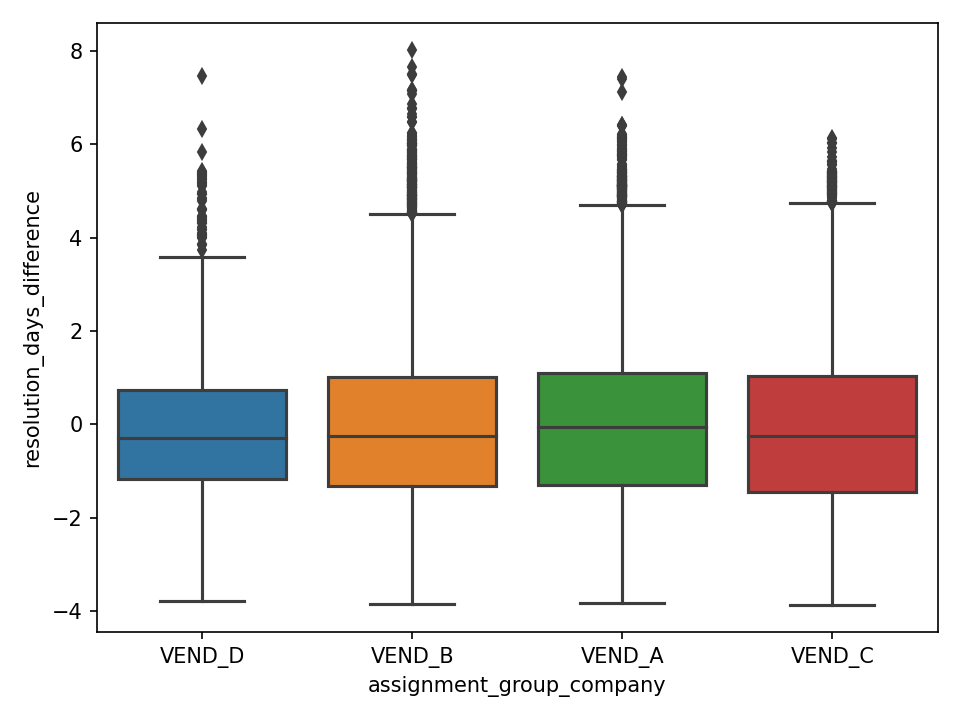 resolution_days_difference
8
6
4
2
0
−2
−4
VEND_D VEND_B VEND_A VEND_C
assignment_group_company